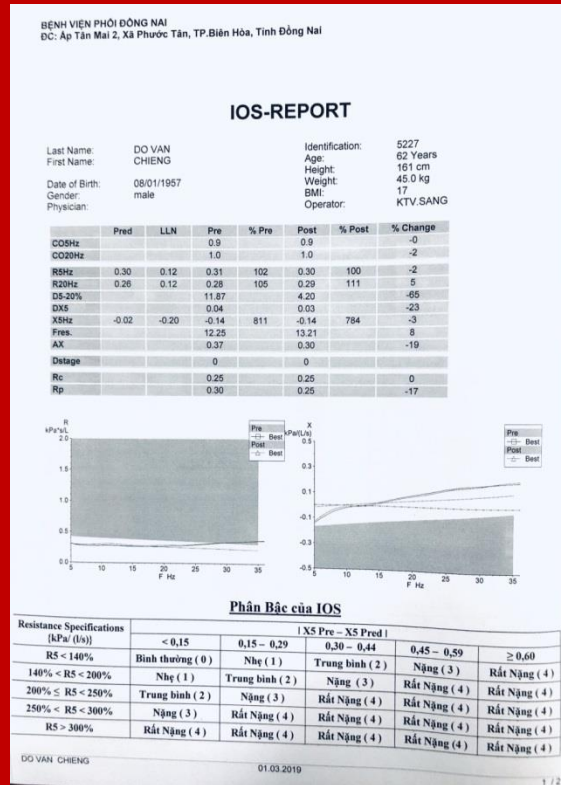 BỆNH VIỆN PHỔI ĐỒNG NAI
ĐC: Ấp Tân Mai 2, Xã Phước Tân, TP.Biên Hòa, Tỉnh Đồng Nai
IOS-REPORT
Last Name: DO VAN Identification: 5227
First Name: CHIENG Age: 62 Years
Height: 161 cm
Date of Birth: 08/01/1957 Weight: 45.0 kg
Gender: male BMI: 17
Physician: Operator: KTV.SANG
Pred LLN Pre % Pre Post % Post % Change
CO5Hz 0.9 0.9 -0
CO20Hz 1.0 1.0 -2
R5Hz 0.30 0.12 0.31 102 0.30 100 -2
R20Hz 0.26 0.12 0.28 105 0.29 111 5
D5-20% 11.87 4.20 -65
DX5 0.04 0.03 -23
X5Hz -0.02 -0.20 -0.14 811 -0.14 784 -3
Fres. 12.25 13.21 8
AX 0.37 0.30 -19
Dstage 0 0
Rc 0.25 0.25 0
Rp 0.30 0.25 -17
R
kPa*s/L
2.0
1.5
1.0
0.5
0.0
5 10 15 20 25 30 35
F Hz
Pre
Best
Post
Best
X
kPa/(L/s)
0.5
0.3
0.1
-0.1
-0.3
-0.5
5 10 15 20 25 30 35
F Hz
Pre
Best
Post
Best
Phân Bậc của IOS
Resistance Specifications | X5 Pre – X5 Pred |
{kPa/ (l/s)} < 0,15 0,15 – 0,29 0,30 – 0,44 0,45 – 0,59 ≥ 0,60
R5 < 140% Bình thường ( 0 ) Nhẹ ( 1 ) Trung bình ( 2 ) Nặng ( 3 ) Rất Nặng ( 4 )
140% < R5 < 200% Nhẹ ( 1 ) Trung bình ( 2 ) Nặng ( 3 ) Rất Nặng ( 4 ) Rất Nặng ( 4 )
200% ≤ R5 < 250% Trung bình ( 2 ) Nặng ( 3 ) Rất Nặng ( 4 ) Rất Nặng ( 4 ) Rất Nặng ( 4 )
250% < R5 < 300% Nặng ( 3 ) Rất Nặng ( 4 ) Rất Nặng ( 4 ) Rất Nặng ( 4 ) Rất Nặng ( 4 )
R5 > 300% Rất Nặng ( 4 ) Rất Nặng ( 4 ) Rất Nặng ( 4 ) Rất Nặng (4 ) Rất Nặng ( 4 )
DO VAN CHIENG 01.03.2019 1 / 2